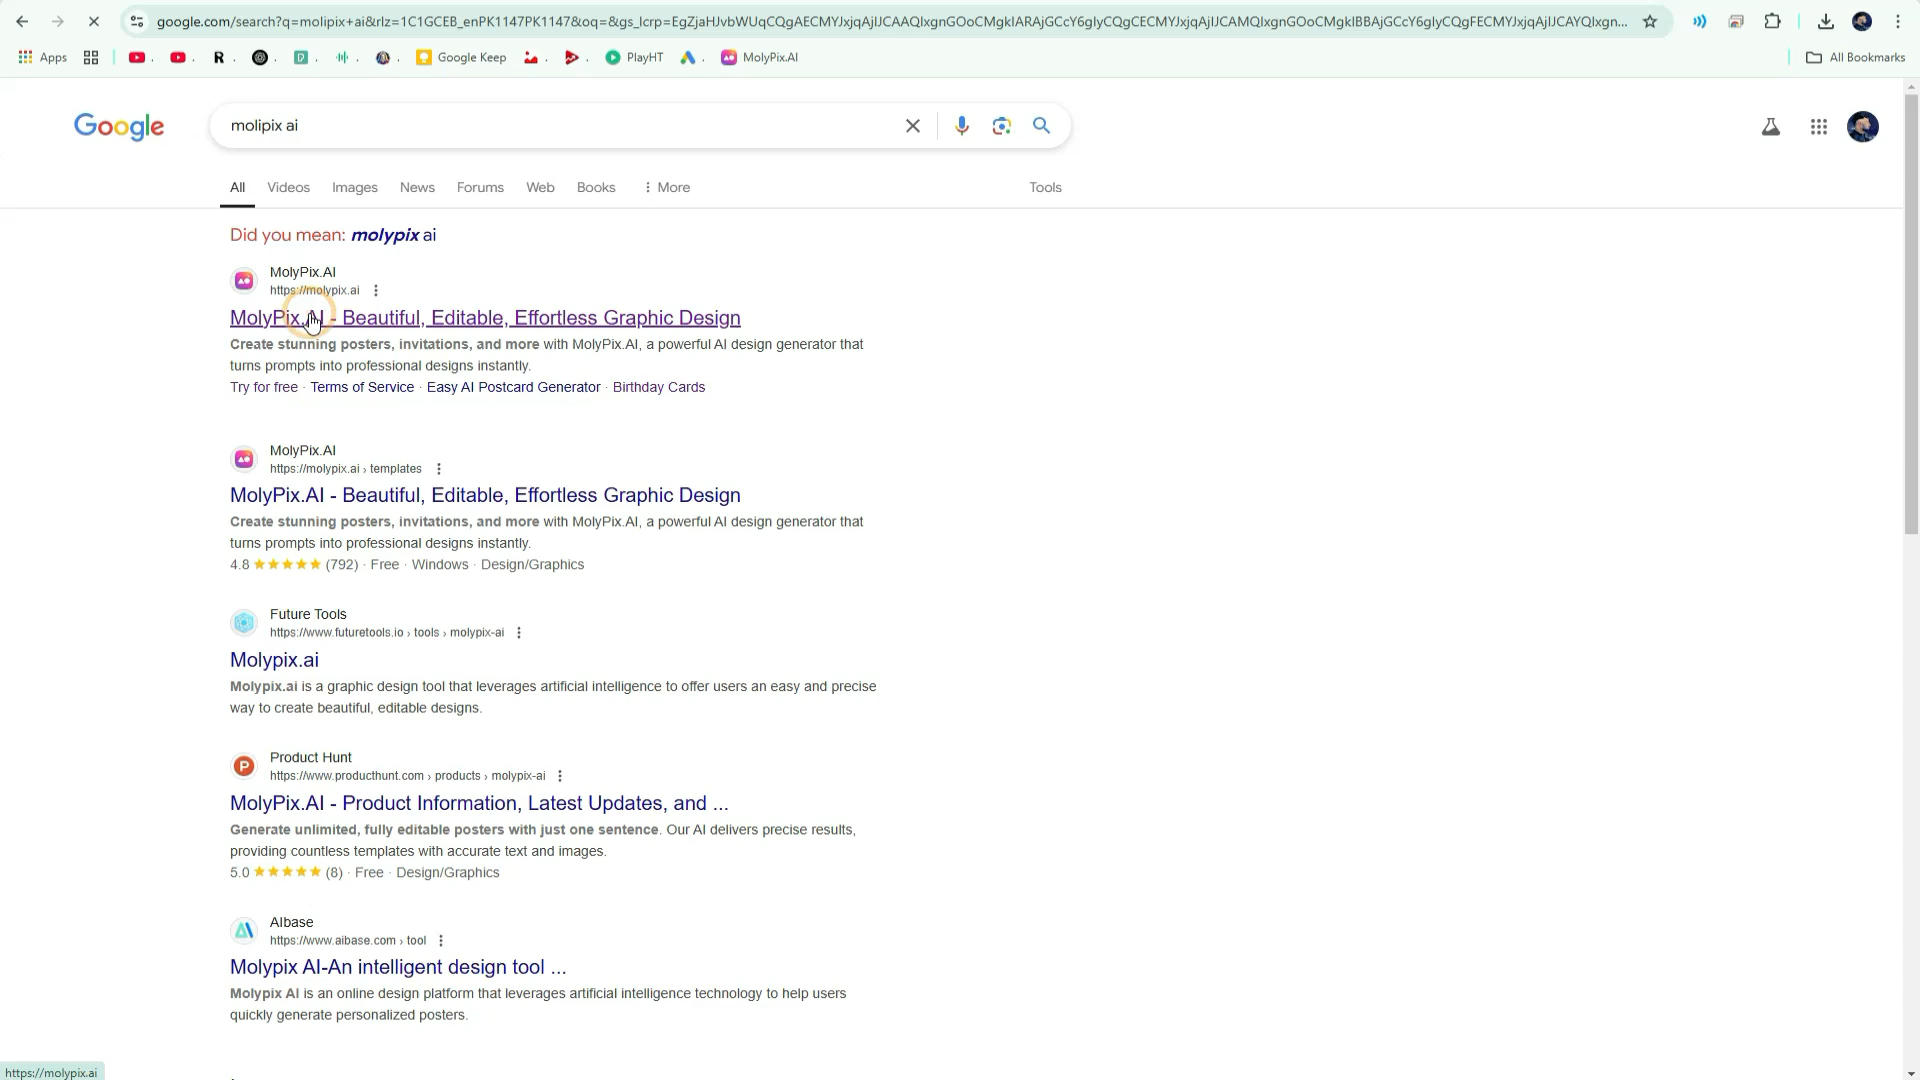 google.com/search?q=molipix+ai&rlz=1C1GCEB_enPK1147PK1147&oq=&gs_lcrp=EgZjaHJvbWUqCQgAECMYJxjqAjIJCAAQIxgnGOoCMgkIARAjGCcY6gIyCQgCECMYJxjqAjIJCAMQIxgnGOoCMgkIBBAjGCcY6gIyCQgFECMYJxjqAjIJCAYQIxgn...
Apps
Google Keep
PlayHT
MolyPix.AI
All Bookmarks
Google
molipix ai
All Videos Images News Forums Web Books More Tools
Did you mean: molypix ai
MolyPix.AI
https://molypix.ai
MolyPix.AI - Beautiful, Editable, Effortless Graphic Design
Create stunning posters, invitations, and more with MolyPix.AI, a powerful AI design generator that
turns prompts into professional designs instantly.
Try for free · Terms of Service · Easy AI Postcard Generator · Birthday Cards
MolyPix.AI
https://molypix.ai › templates
MolyPix.AI - Beautiful, Editable, Effortless Graphic Design
Create stunning posters, invitations, and more with MolyPix.AI, a powerful AI design generator that
turns prompts into professional designs instantly.
4.8 ★★★★★ (792) · Free · Windows · Design/Graphics
Future Tools
https://www.futuretools.io › tools › molypix-ai
Molypix.ai
Molypix.ai is a graphic design tool that leverages artificial intelligence to offer users an easy and precise
way to create beautiful, editable designs.
Product Hunt
https://www.producthunt.com › products › molypix-ai
MolyPix.AI - Product Information, Latest Updates, and ...
Generate unlimited, fully editable posters with just one sentence. Our AI delivers precise results,
providing countless templates with accurate text and images.
5.0 ★★★★★ (8) · Free · Design/Graphics
AIbase
https://www.aibase.com › tool
Molypix AI-An intelligent design tool ...
Molypix AI is an online design platform that leverages artificial intelligence technology to help users
quickly generate personalized posters.
https://molypix.ai